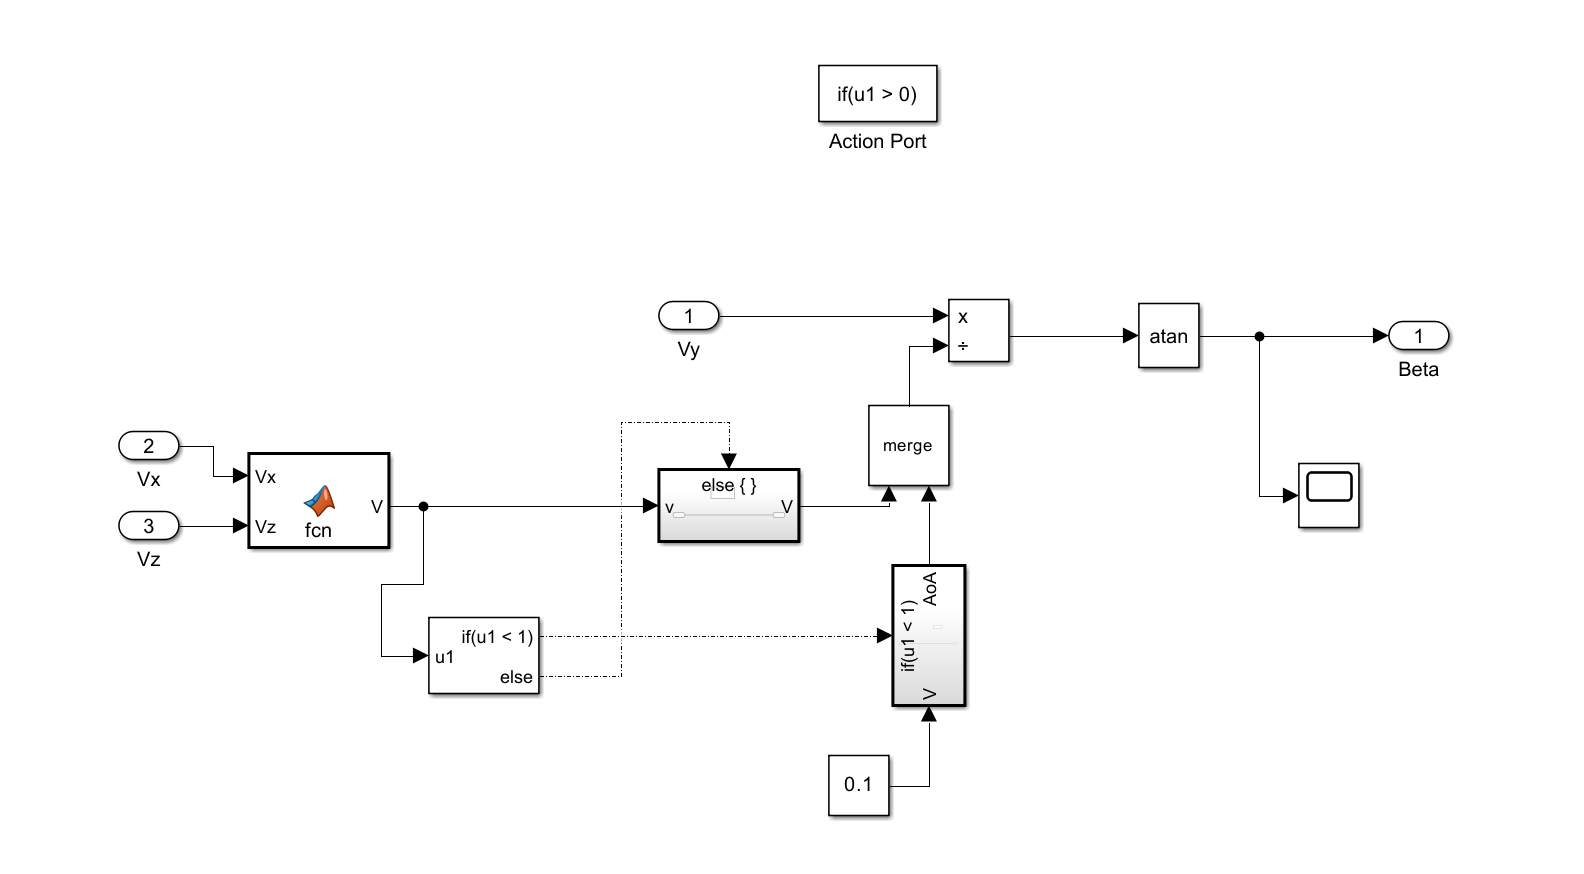 if(u1 > 0)
Action Port
1
Vy
x
÷
atan
1
Beta
merge
2
Vx
3
Vz
Vx
Vz
fcn
V
else { }
v
V
u1
if(u1 < 1)
else
if(u1 < 1)
AoA
V
0.1